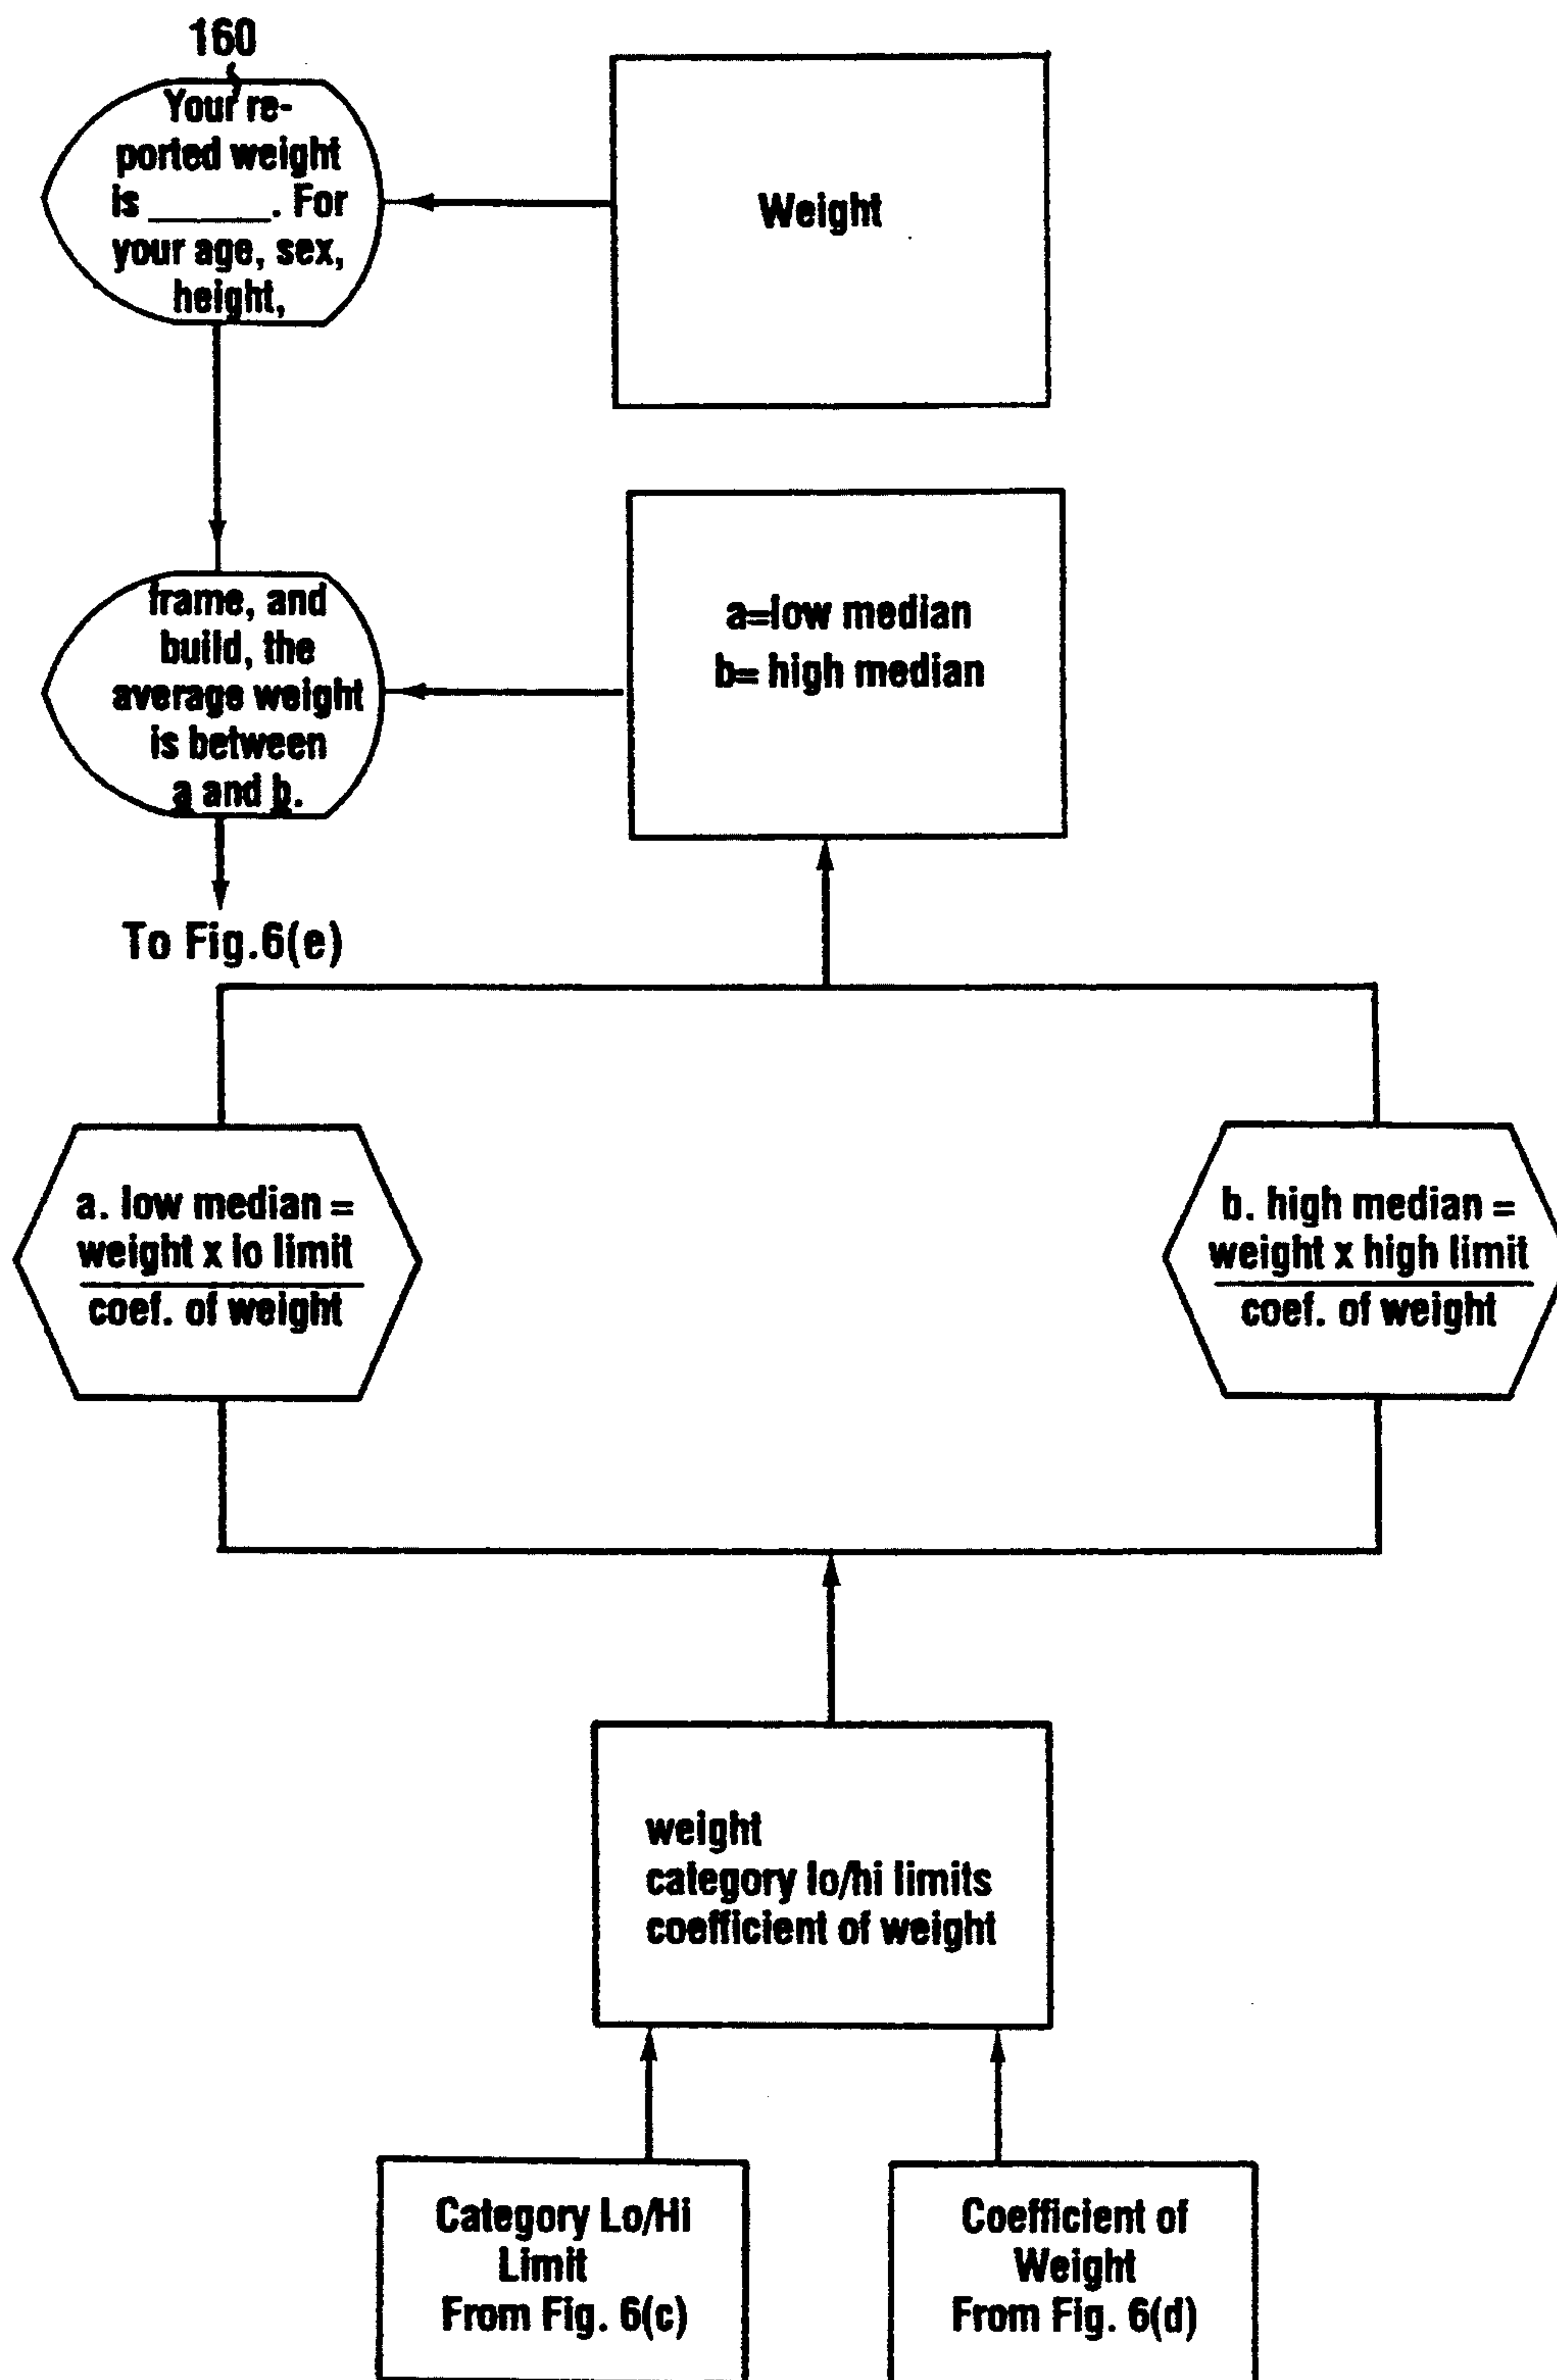 160
Your re-
ported weight
is ______. For
your age, sex,
height,
Weight
frame, and
build, the
average weight
is between
a and b.
a=low median
b= high median
To Fig.6(e)
a. low median =
weight x lo limit
coef. of weight
b. high median =
weight x high limit
coef. of weight
weight
category lo/hi limits
coefficient of weight
Category Lo/Hi
Limit
From Fig. 6(c)
Coefficient of
Weight
From Fig. 6(d)